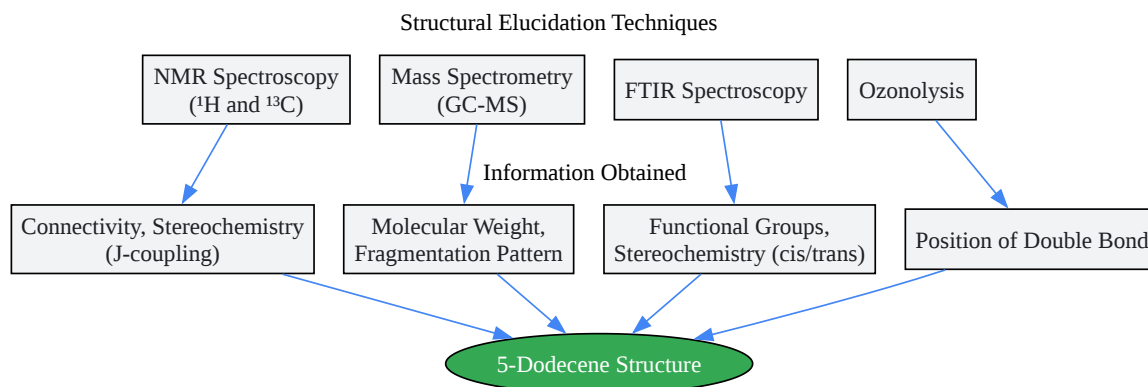 Structural Elucidation Techniques
NMR Spectroscopy
(¹H and ¹³C)
Mass Spectrometry
(GC-MS)
FTIR Spectroscopy
Ozonolysis
Information Obtained
Connectivity, Stereochemistry
(J-coupling)
Molecular Weight,
Fragmentation Pattern
Functional Groups,
Stereochemistry (cis/trans)
Position of Double Bond
5-Dodecene Structure